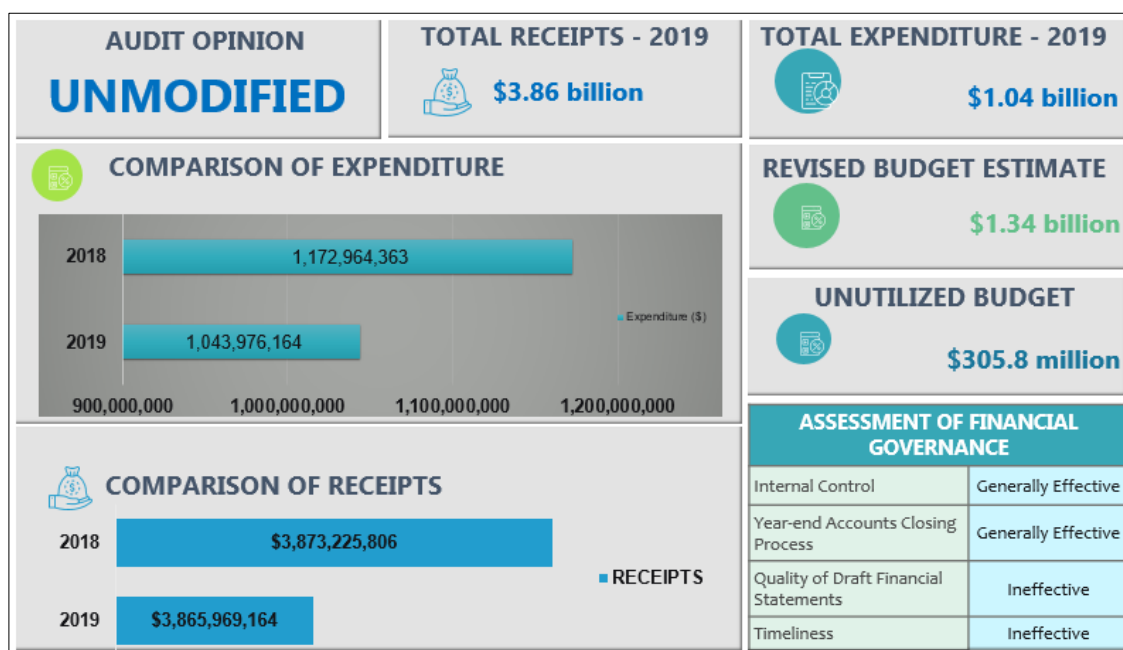 AUDIT OPINION
UNMODIFIED
TOTAL RECEIPTS - 2019
$3.86 billion
TOTAL EXPENDITURE - 2019
$1.04 billion
COMPARISON OF EXPENDITURE
2018
1,172,964,363
Expenditure ($)
2019
1,043,976,164
900,000,000
1,000,000,000
1,100,000,000
1,200,000,000
REVISED BUDGET ESTIMATE
$1.34 billion
UNUTILIZED BUDGET
$305.8 million
COMPARISON OF RECEIPTS
2018
$3,873,225,806
RECEIPTS
2019
$3,865,969,164
ASSESSMENT OF FINANCIAL
GOVERNANCE
Internal Control
Generally Effective
Year-end Accounts Closing
Process
Generally Effective
Quality of Draft Financial
Statements
Ineffective
Timeliness
Ineffective